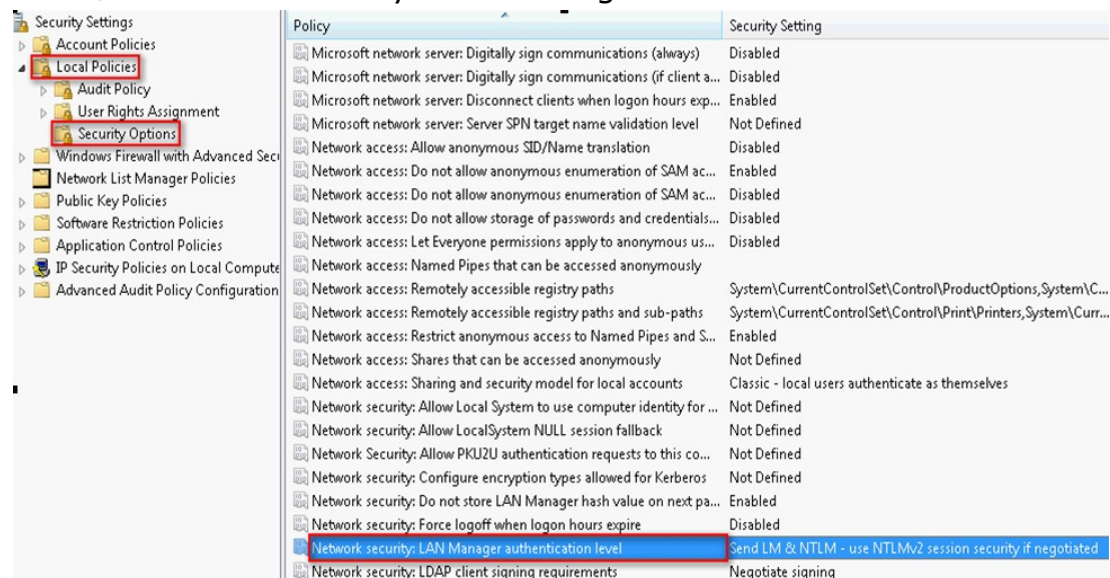 Security Settings
Account Policies
Local Policies
Audit Policy
User Rights Assignment
Security Options
Windows Firewall with Advanced Secu
Network List Manager Policies
Public Key Policies
Software Restriction Policies
Application Control Policies
IP Security Policies on Local Compute
Advanced Audit Policy Configuration
Policy Security Setting
Microsoft network server: Digitally sign communications (always) Disabled
Microsoft network server: Digitally sign communications (if client a... Disabled
Microsoft network server: Disconnect clients when logon hours exp... Enabled
Microsoft network server: Server SPN target name validation level Not Defined
Network access: Allow anonymous SID/Name translation Disabled
Network access: Do not allow anonymous enumeration of SAM ac... Enabled
Network access: Do not allow anonymous enumeration of SAM ac... Disabled
Network access: Do not allow storage of passwords and credentials... Disabled
Network access: Let Everyone permissions apply to anonymous us... Disabled
Network access: Named Pipes that can be accessed anonymously
Network access: Remotely accessible registry paths System\CurrentControlSet\Control\ProductOptions,System\C...
Network access: Remotely accessible registry paths and sub-paths System\CurrentControlSet\Control\Print\Printers,System\Curr...
Network access: Restrict anonymous access to Named Pipes and S... Enabled
Network access: Shares that can be accessed anonymously Not Defined
Network access: Sharing and security model for local accounts Classic - local users authenticate as themselves
Network security: Allow Local System to use computer identity for ... Not Defined
Network security: Allow LocalSystem NULL session fallback Not Defined
Network Security: Allow PKU2U authentication requests to this co... Not Defined
Network security: Configure encryption types allowed for Kerberos Not Defined
Network security: Do not store LAN Manager hash value on next pa... Enabled
Network security: Force logoff when logon hours expire Disabled
Network security: LAN Manager authentication level Send LM & NTLM - use NTLMv2 session security if negotiated
Network security: LDAP client signing requirements Negotiate signing